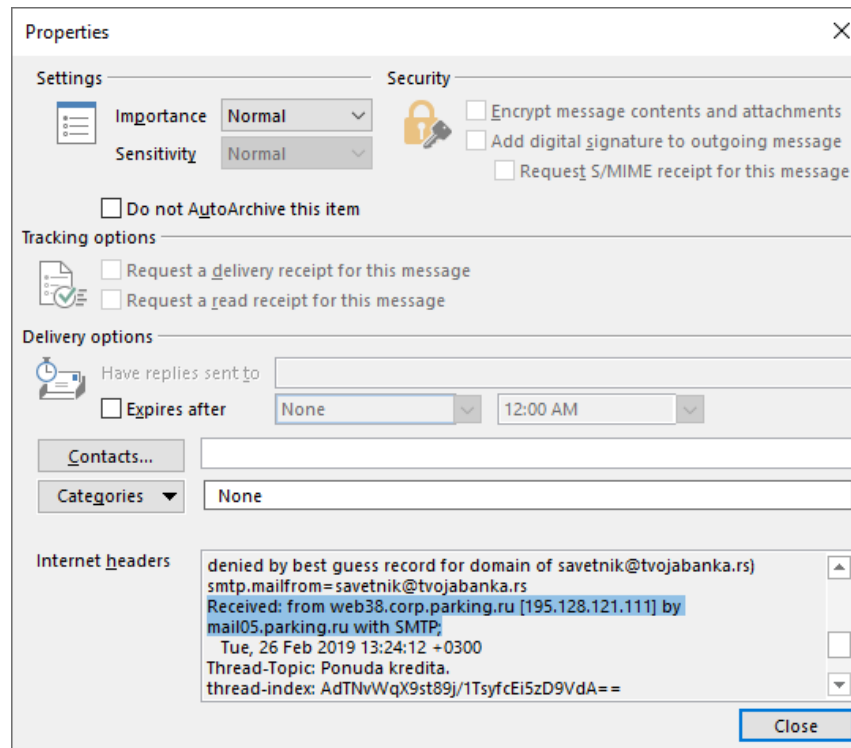 Properties
Settings
Security
Importance
Normal
Encrypt message contents and attachments
Sensitivity
Normal
Add digital signature to outgoing message
Request S/MIME receipt for this message
Do not AutoArchive this item
Tracking options
Request a delivery receipt for this message
Request a read receipt for this message
Delivery options
Have replies sent to
Expires after
None
12:00 AM
Contacts...
Categories
None
Internet headers
denied by best guess record for domain of savetnik@tvojabanka.rs)
smtp.mailfrom=savetnik@tvojabanka.rs
Received: from web38.corp.parking.ru [195.128.121.111] by
mail05.parking.ru with SMTP;
Tue, 26 Feb 2019 13:24:12 +0300
Thread-Topic: Ponuda kredita.
thread-index: AdTNvWqX9st89j/1TsyfcEi5zD9VdA==
Close